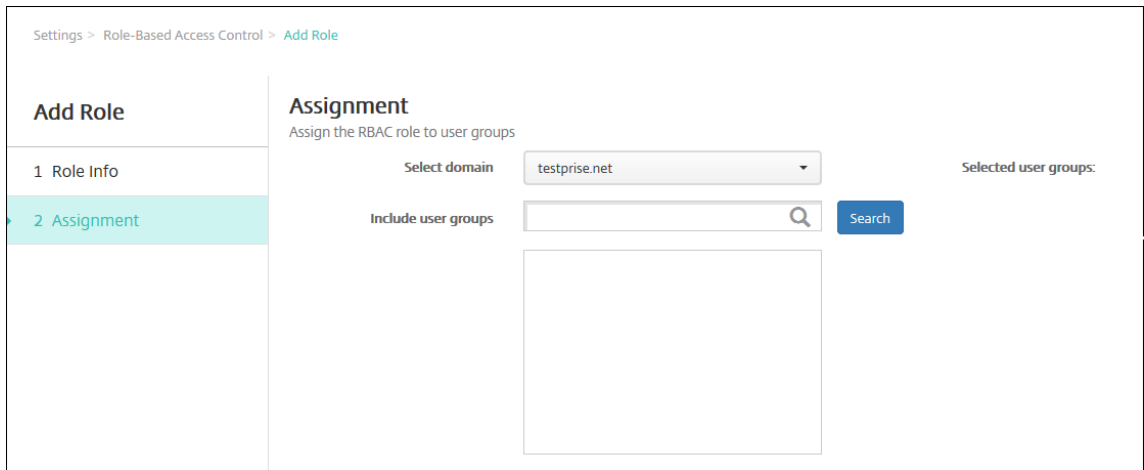 Settings > Role-Based Access Control > Add Role
Add Role
1 Role Info
2 Assignment
Assignment
Assign the RBAC role to user groups
Select domain
testprise.net
Selected user groups:
Include user groups
Search